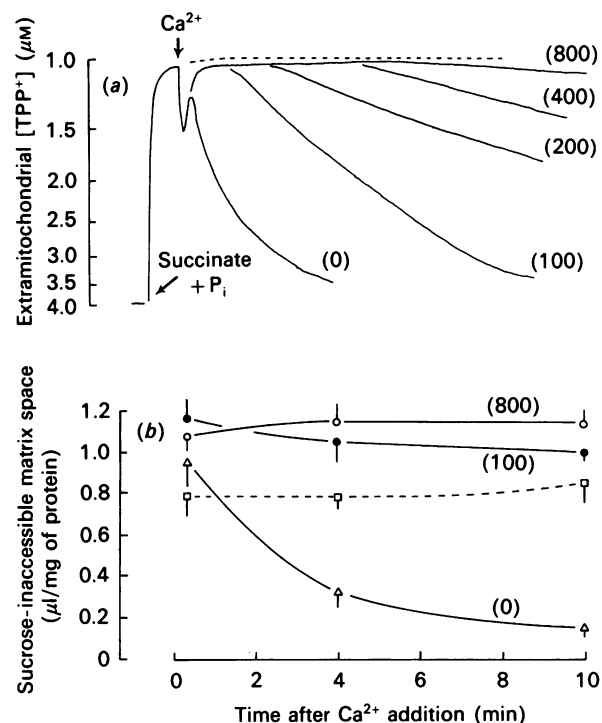 Ca²⁺
(a)
Extramitochondrial [TPP⁺] (μM)
1.0
1.5
2.0
2.5
3.0
3.5
4.0
Succinate
+ Pᵢ
(800)
(400)
(200)
(100)
(0)
(b)
Sucrose-inaccessible matrix space
(μl/mg of protein)
1.2
1.0
0.8
0.6
0.4
0.2
0
(800)
(100)
(0)
0 2 4 6 8 10
Time after Ca²⁺ addition (min)